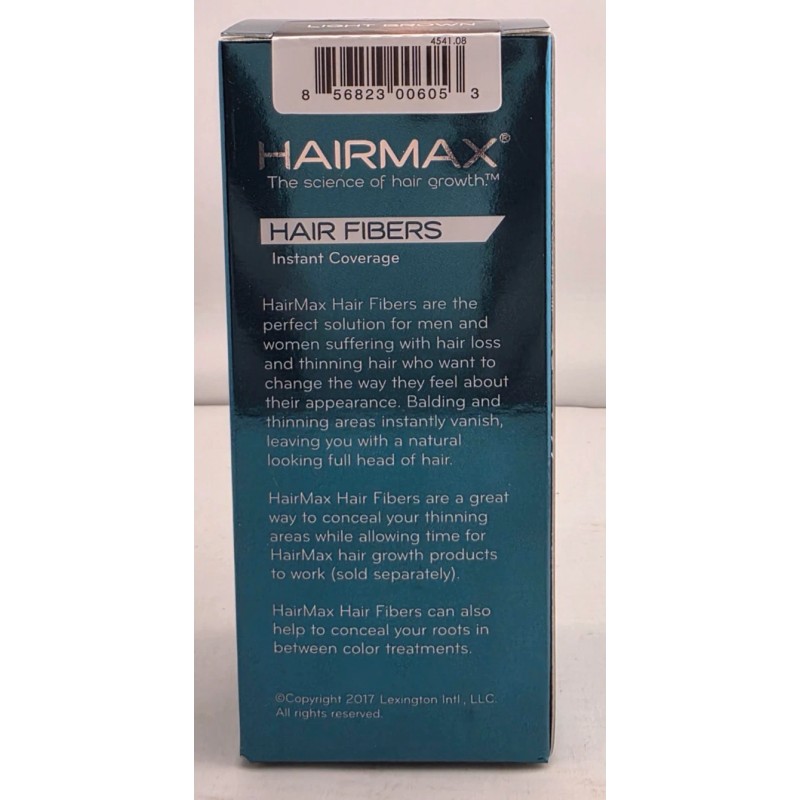 LIGHT BROWN
4541.08
8 56823 00605 3
HAIRMAX®
The science of hair growth.™
HAIR FIBERS
Instant Coverage
HairMax Hair Fibers are the
perfect solution for men and
women suffering with hair loss
and thinning hair who want to
change the way they feel about
their appearance. Balding and
thinning areas instantly vanish,
leaving you with a natural
looking full head of hair.
HairMax Hair Fibers are a great
way to conceal your thinning
areas while allowing time for
HairMax hair growth products
to work (sold separately).
HairMax Hair Fibers can also
help to conceal your roots in
between color treatments.
©Copyright 2017 Lexington Intl., LLC.
All rights reserved.